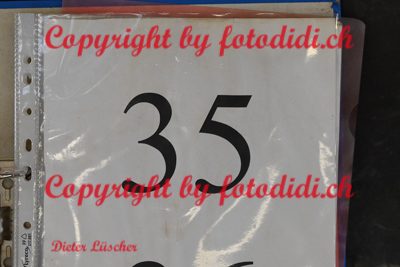 Copyright by fotodidi.ch
35
Copyright by fotodidi.ch
Dieter Lüscher